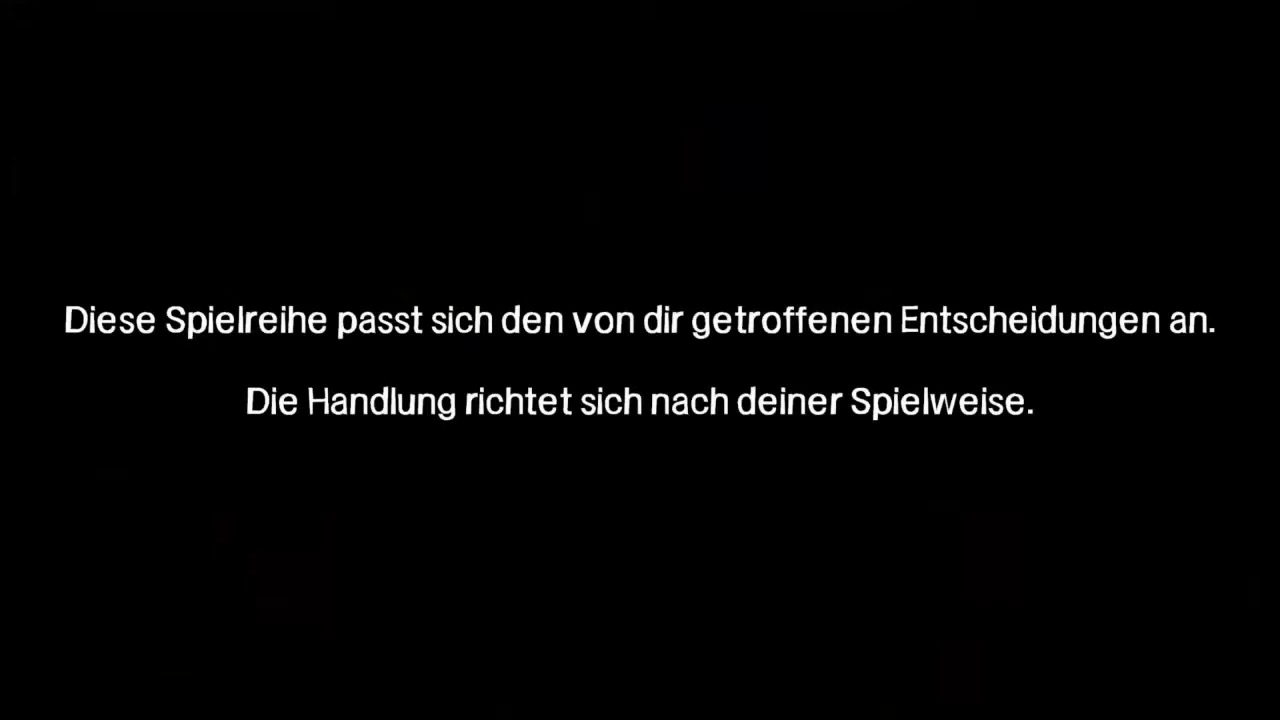 Diese Spielreihe passt sich den von dir getroffenen Entscheidungen an.
Die Handlung richtet sich nach deiner Spielweise.